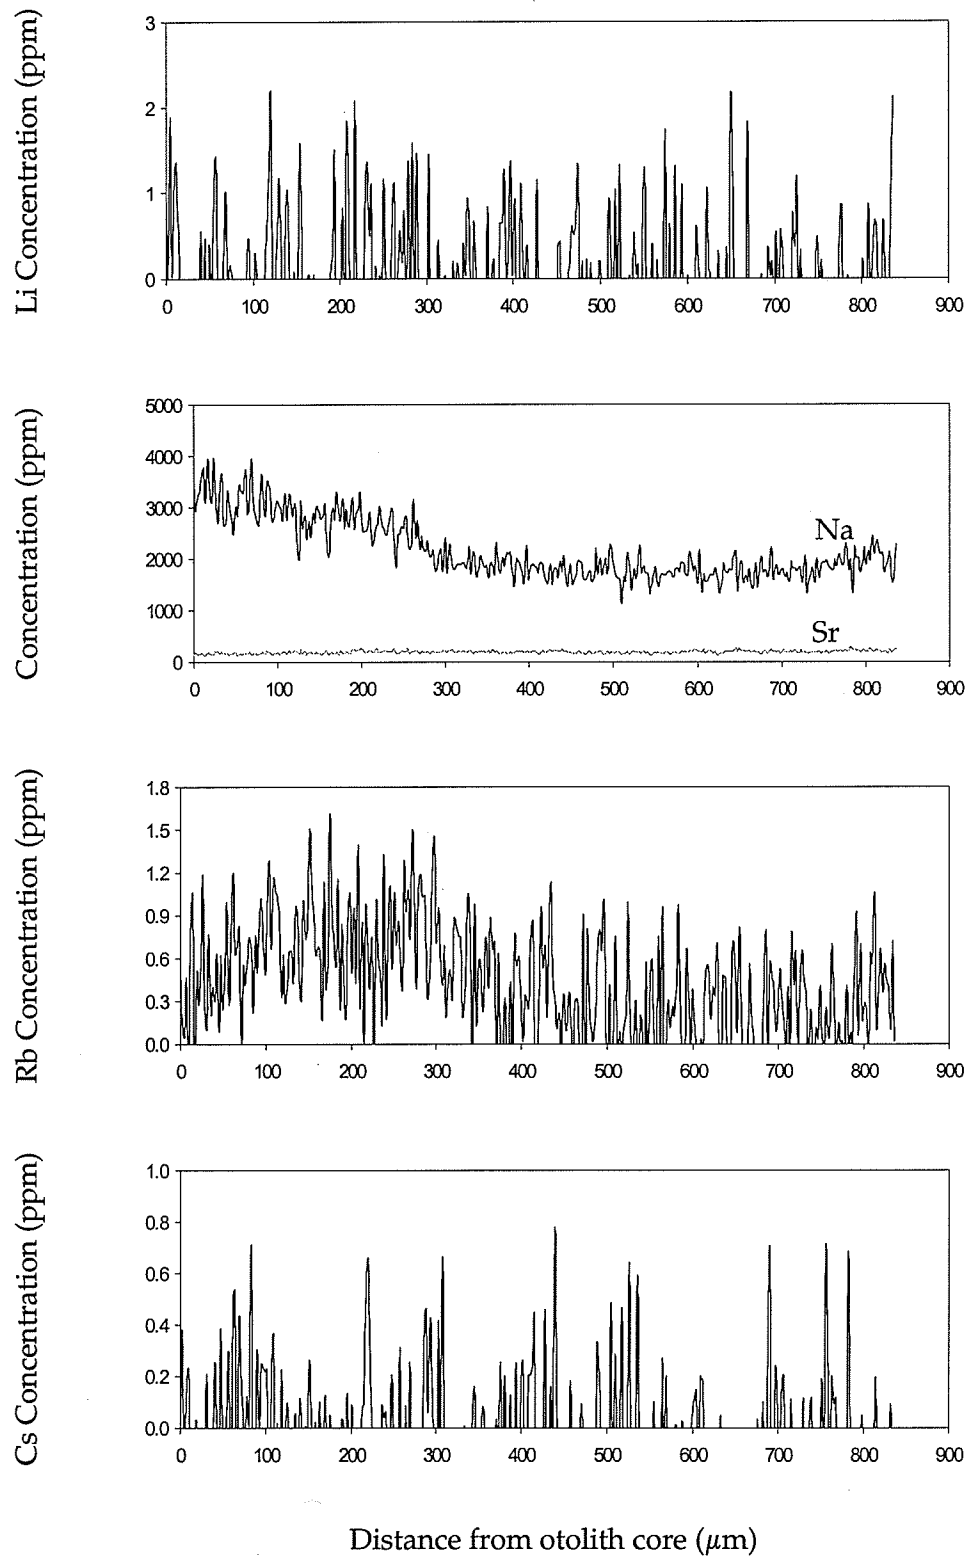 Li Concentration (ppm)
3
2
1
0
0 100 200 300 400 500 600 700 800 900
Concentration (ppm)
5000
4000
3000
2000
1000
0
Na
Sr
0 100 200 300 400 500 600 700 800 900
Rb Concentration (ppm)
1.8
1.5
1.2
0.9
0.6
0.3
0.0
0 100 200 300 400 500 600 700 800 900
Cs Concentration (ppm)
1.0
0.8
0.6
0.4
0.2
0.0
0 100 200 300 400 500 600 700 800 900
Distance from otolith core (μm)